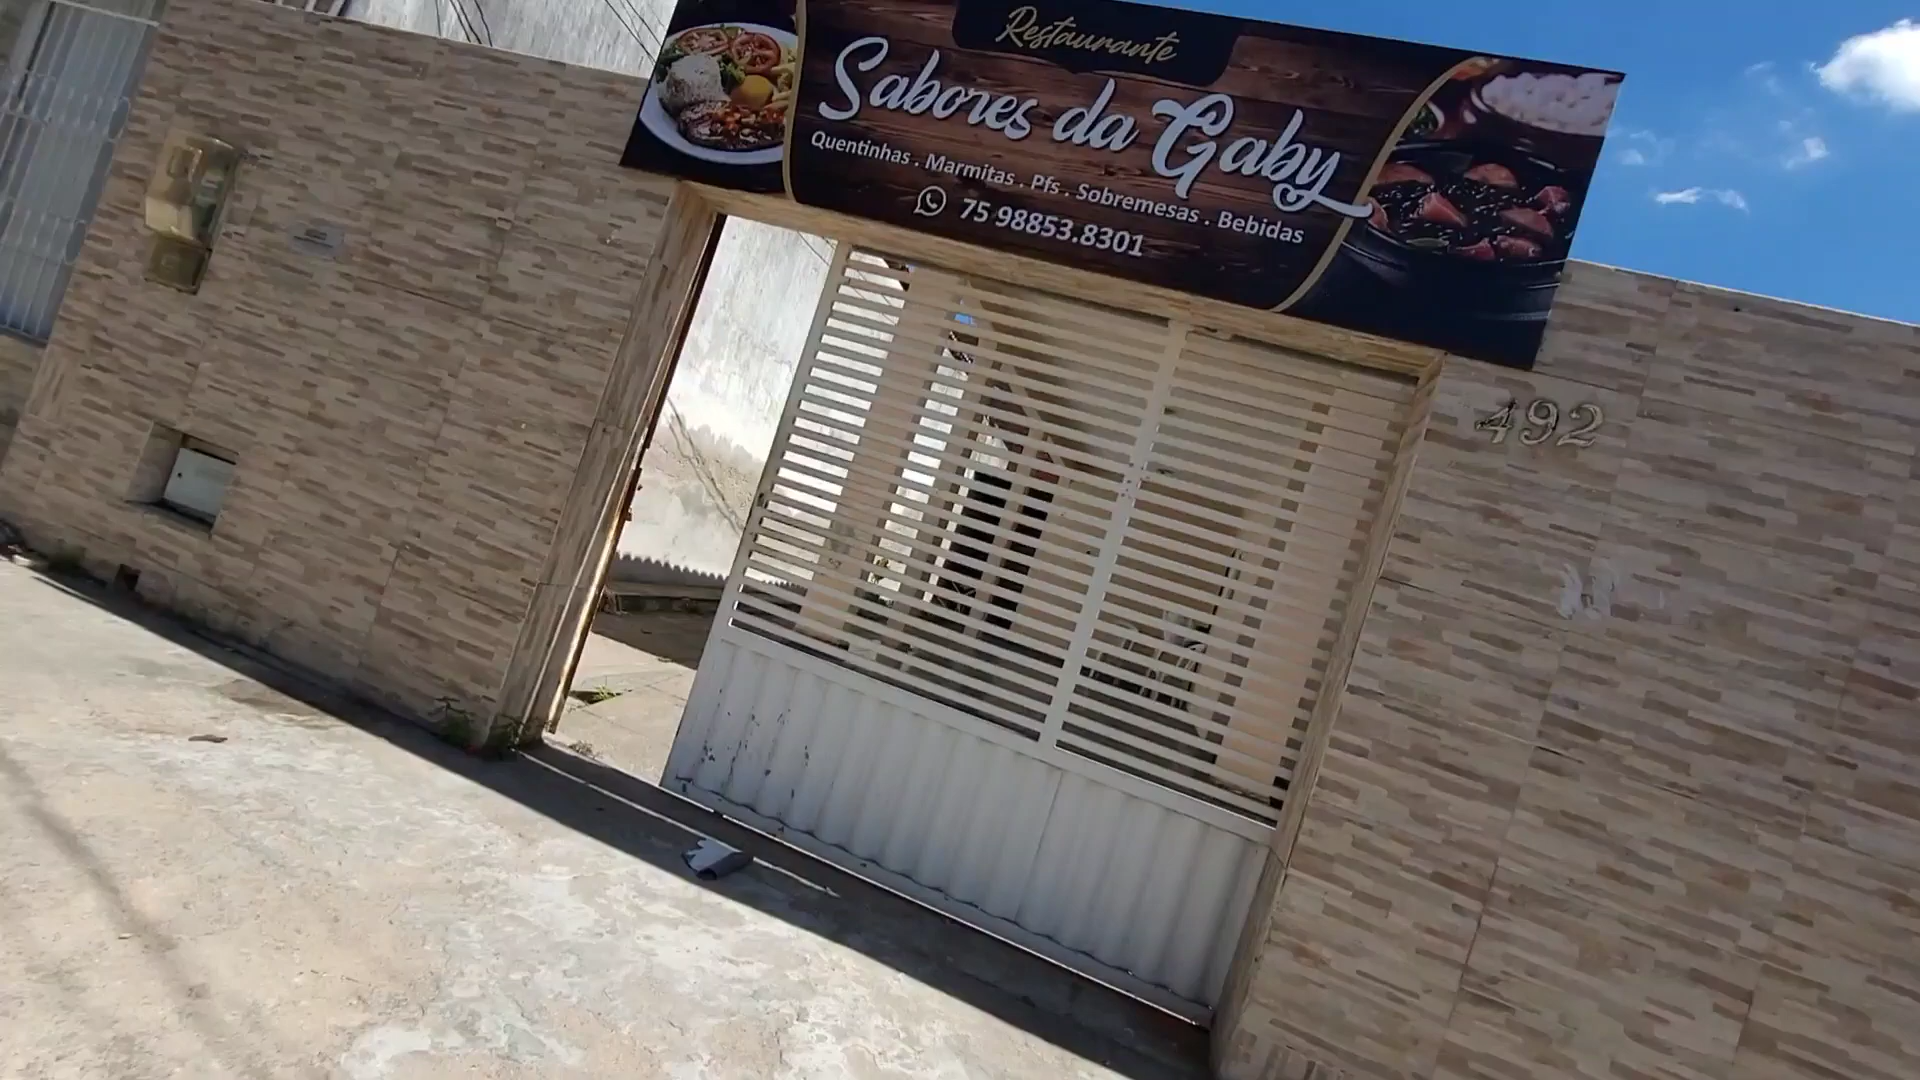 Restaurante
Sabores da Gaby
Quentinhas . Marmitas . Pfs . Sobremesas . Bebidas
75 98853.8301
492